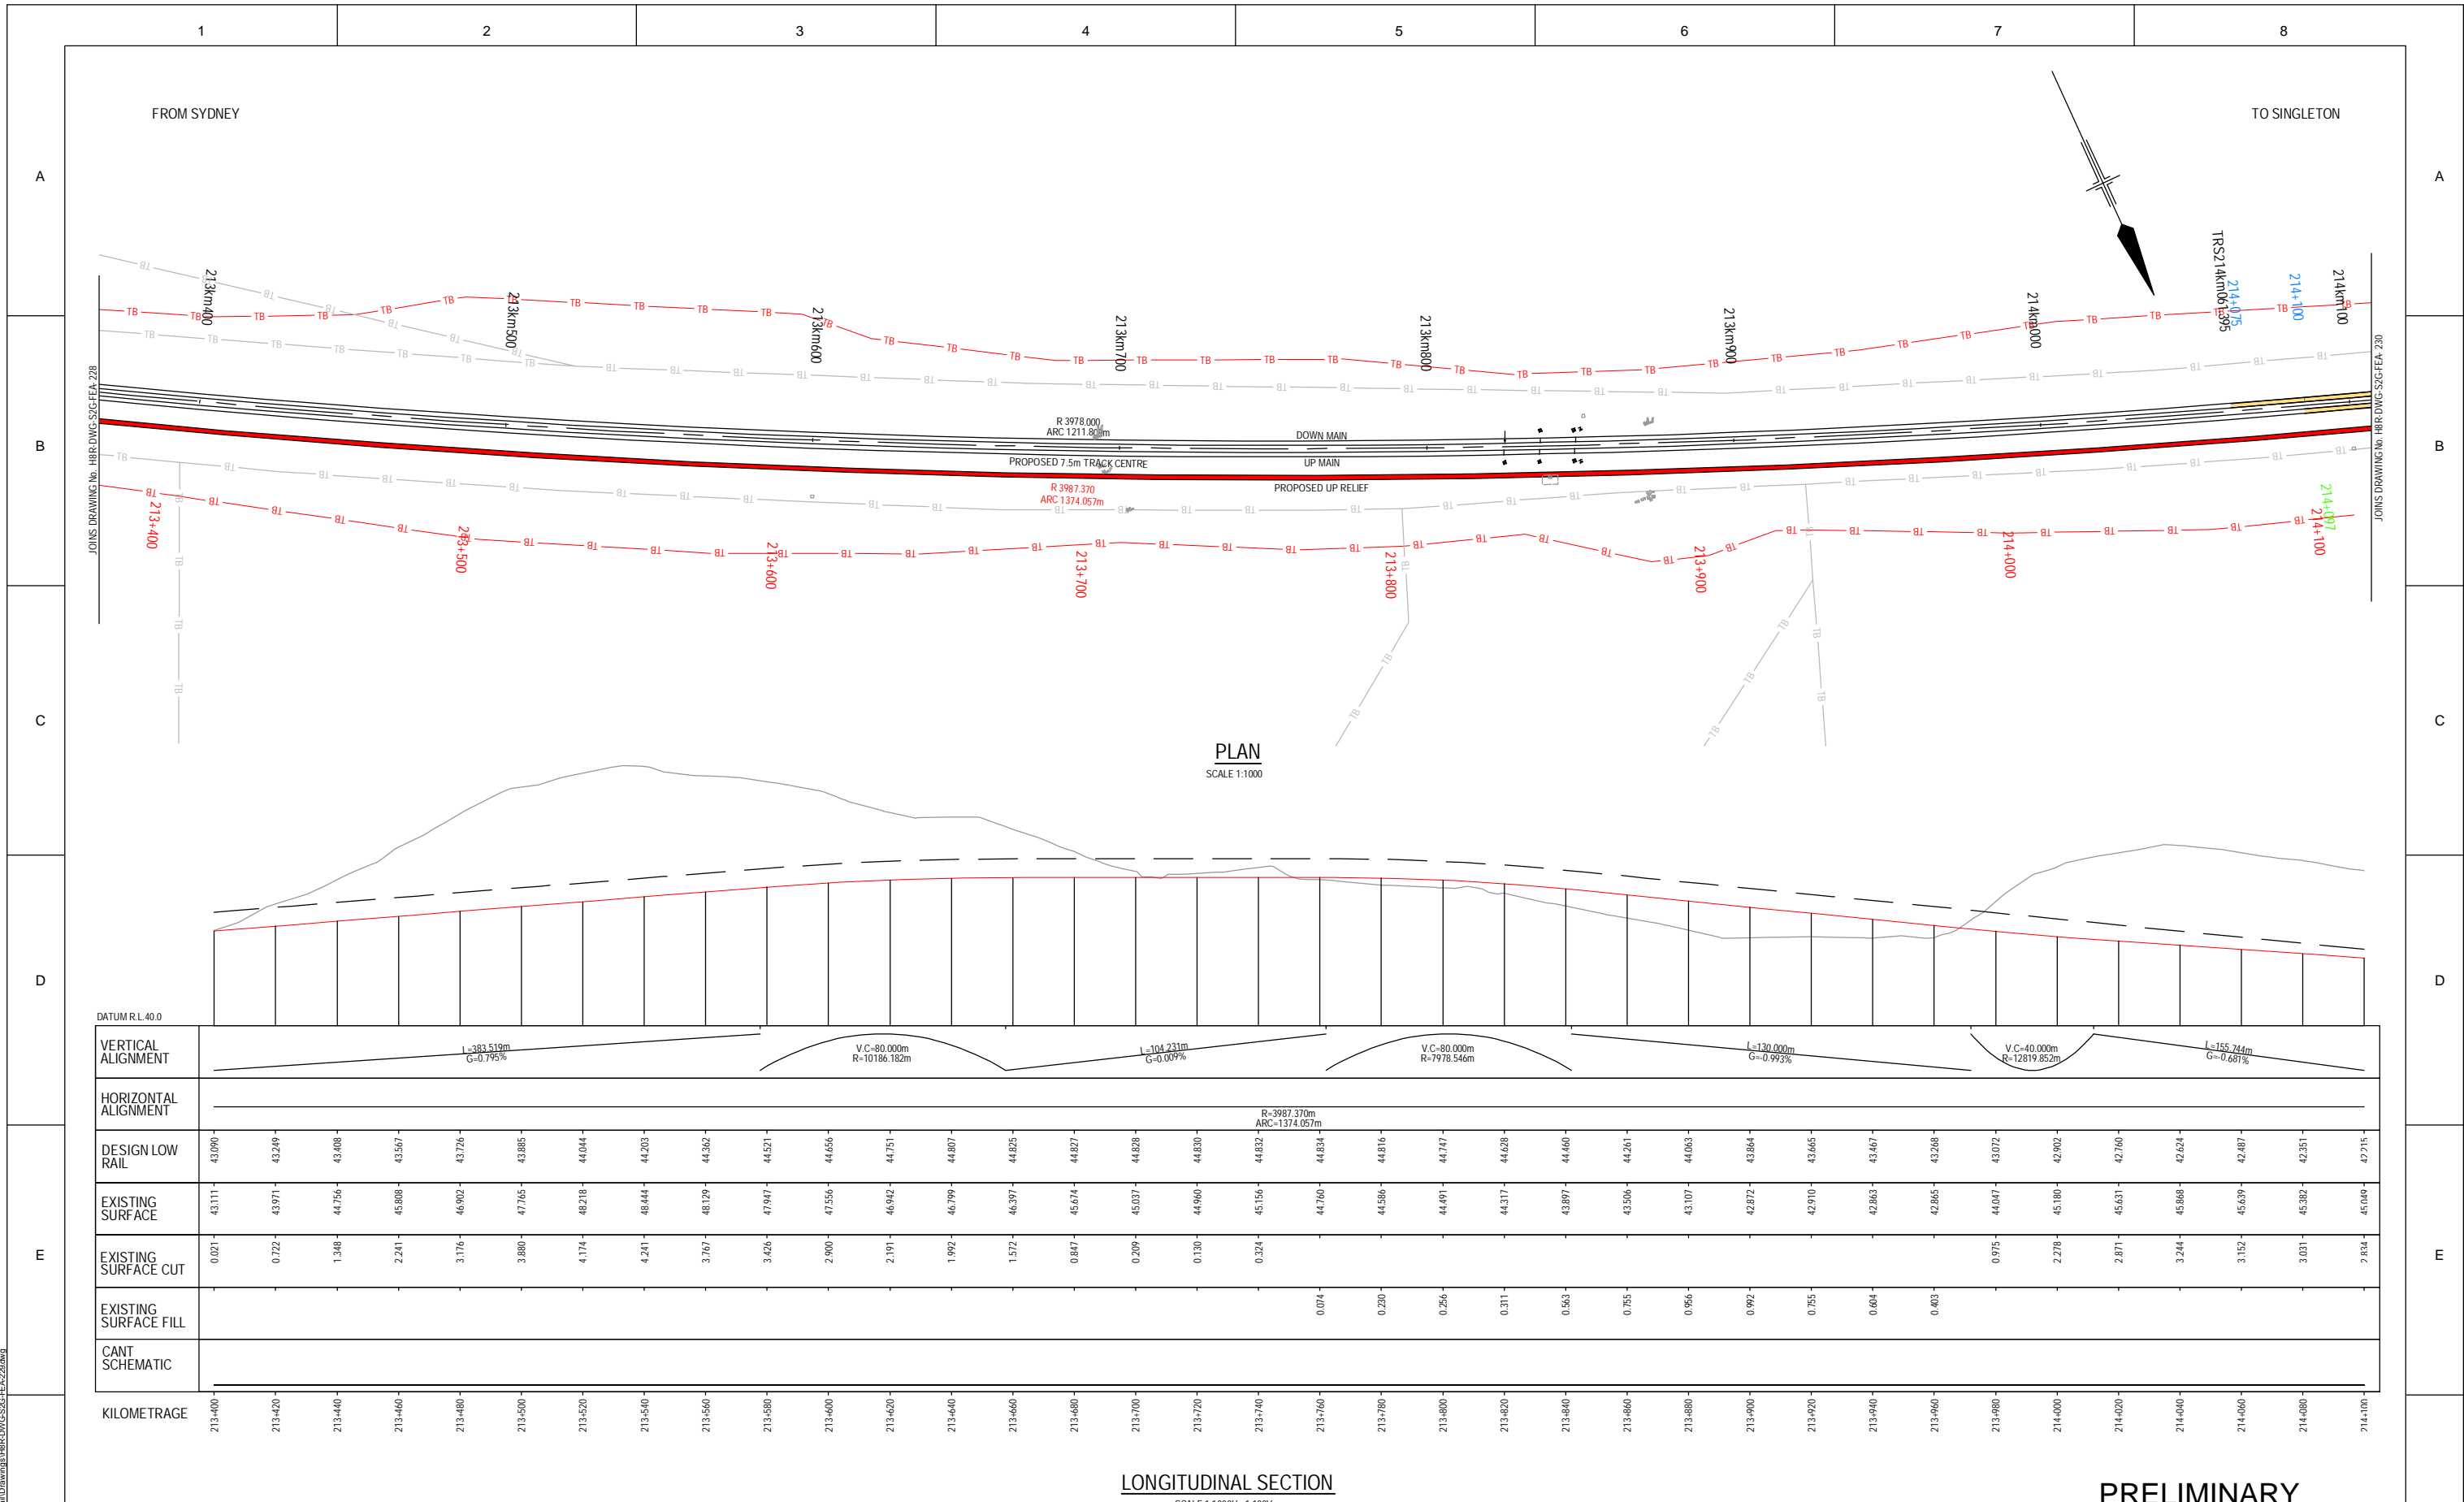 1 2 3 4 5 6 7 8
A A
B B
C C
D D
E E
FROM SYDNEY
TO SINGLETON
213km400
213km500
213km600
213km700
213km800
213km900
214km000
TRS214km061.395
214+075
214+100
214km100
JOINS DRAWING No. H8R-DWG-S2G-FEA-228
JOINS DRAWING No. H8R-DWG-S2G-FEA-230
TB
R 3978.000
DOWN MAIN
PROPOSED 7.5m TRACK CENTRE
UP MAIN
R 3987.370
ARC 1374.057m
PROPOSED UP RELIEF
213+400
213+500
213+600
213+700
213+800
213+900
214+000
214+097
214+100
PLAN
SCALE 1:1000
DATUM R.L.40.0
VERTICAL
ALIGNMENT
L=383.519m
G=0.795%
V.C=80.000m
R=10186.182m
L=104.231m
G=0.009%
V.C=80.000m
R=7978.546m
L=130.000m
G=-0.993%
V.C=40.000m
R=12819.852m
L=155.744m
G=-0.681%
HORIZONTAL
ALIGNMENT
R=3987.370m
ARC=1374.057m
DESIGN LOW
RAIL
43.090 43.249 43.408 43.567 43.726 43.885 44.044 44.203 44.362 44.521 44.656 44.751 44.807 44.825 44.827 44.828 44.830 44.832 44.834 44.816 44.747 44.628 44.460 44.261 44.063 43.864 43.665 43.467 43.268 43.072 42.902 42.760 42.624 42.487 42.351 42.215
EXISTING
SURFACE
43.111 43.971 44.756 45.808 46.902 47.765 48.218 48.444 48.129 47.947 47.556 46.942 46.799 46.397 45.674 45.037 44.960 45.156 44.760 44.586 44.491 44.317 43.897 43.506 43.107 42.872 42.910 42.863 42.865 44.047 45.180 45.631 45.868 45.639 45.382 45.049
EXISTING
SURFACE CUT
0.021 0.722 1.348 2.241 3.176 3.880 4.174 4.241 3.767 3.426 2.900 2.191 1.992 1.572 0.847 0.209 0.130 0.324 0.975 2.278 2.871 3.244 3.152 3.031 2.834
EXISTING
SURFACE FILL
0.074 0.230 0.256 0.311 0.563 0.755 0.956 0.992 0.755 0.604 0.403
CANT
SCHEMATIC
KILOMETRAGE
213+400 213+420 213+440 213+460 213+480 213+500 213+520 213+540 213+560 213+580 213+600 213+620 213+640 213+660 213+680 213+700 213+720 213+740 213+760 213+780 213+800 213+820 213+840 213+860 213+880 213+900 213+920 213+940 213+960 213+980 214+000 214+020 214+040 214+060 214+080 214+100
LONGITUDINAL SECTION
PRELIMINARY